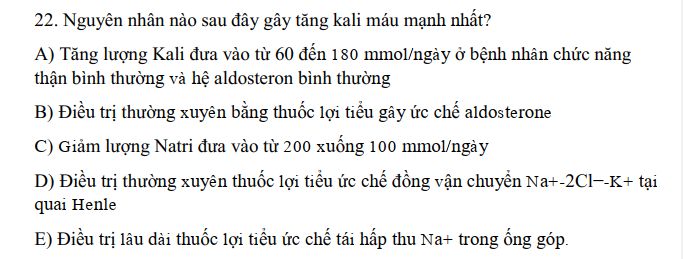 22. Nguyên nhân nào sau đây gây tăng kali máu mạnh nhất?
A) Tăng lượng Kali đưa vào từ 60 đến 180 mmol/ngày ở bệnh nhân chức năng
thận bình thường và hệ aldosteron bình thường
B) Điều trị thường xuyên bằng thuốc lợi tiểu gây ức chế aldosterone
C) Giảm lượng Natri đưa vào từ 200 xuống 100 mmol/ngày
D) Điều trị thường xuyên thuốc lợi tiểu ức chế đồng vận chuyển Na+-2Cl−-K+ tại
quai Henle
E) Điều trị lâu dài thuốc lợi tiểu ức chế tái hấp thu Na+ trong ống góp.